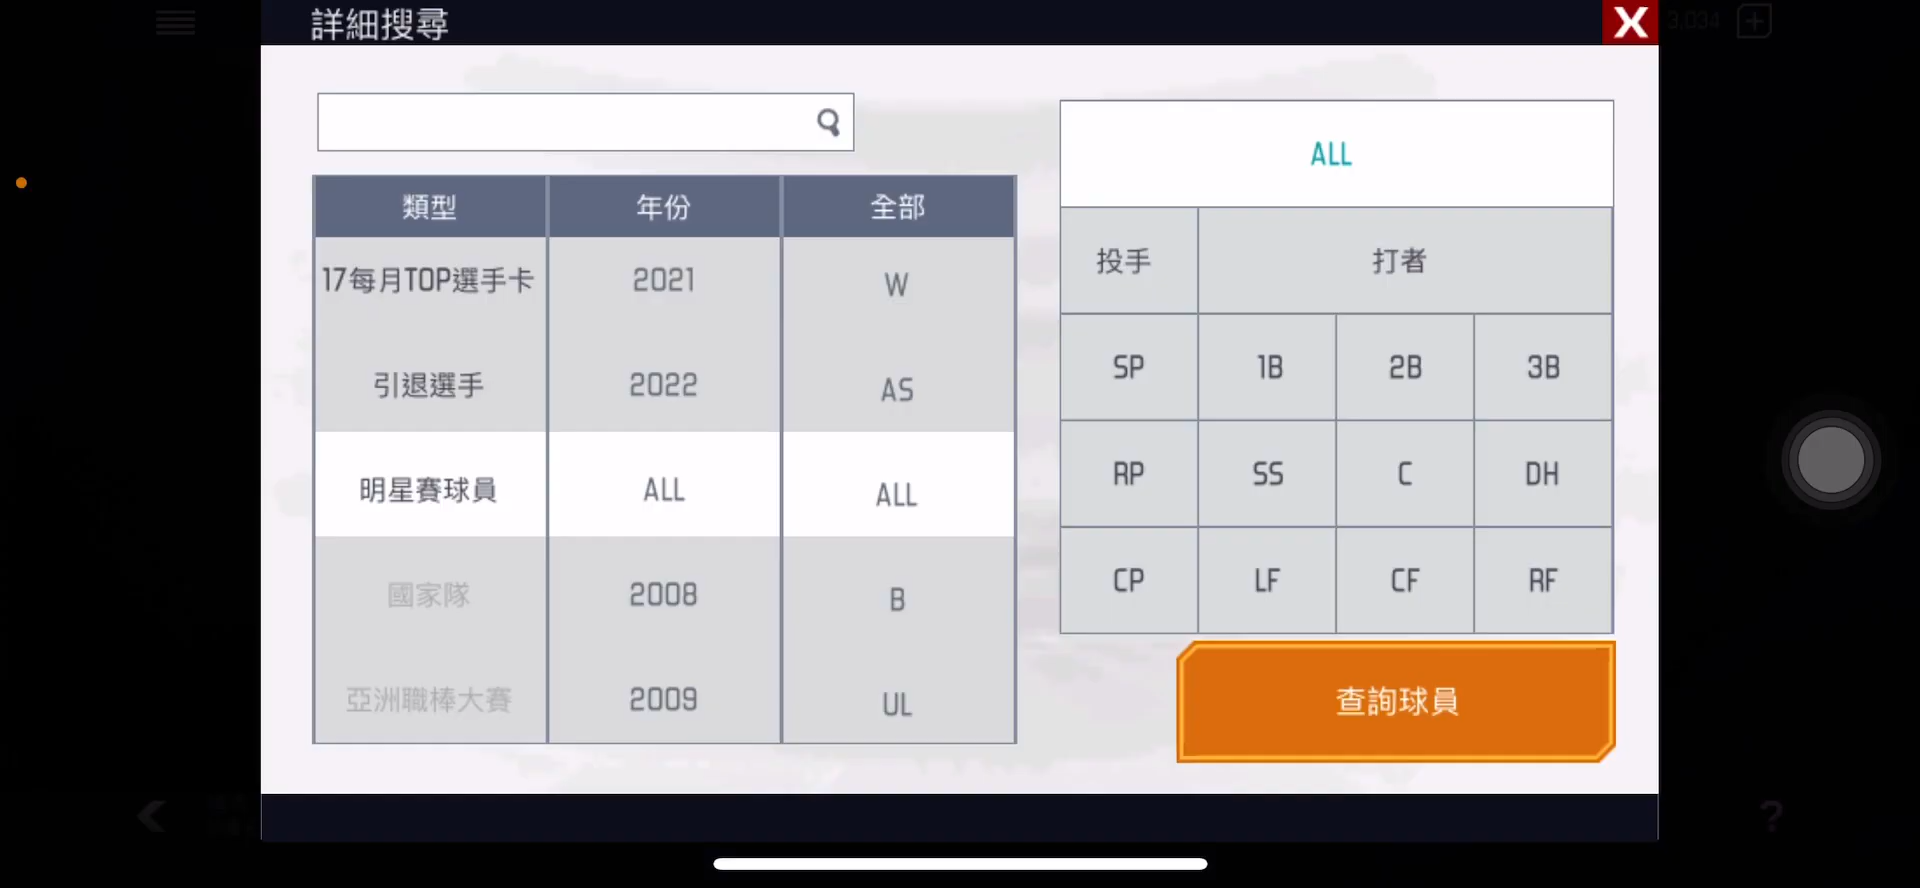 詳細搜尋
3,034
類型 年份 全部
17每月TOP選手卡 2021 W
引退選手 2022 AS
明星賽球員 ALL ALL
國家隊 2008 B
亞洲職棒大賽 2009 UL
ALL
投手 打者
SP 1B 2B 3B
RP SS C DH
CP LF CF RF
查詢球員
?